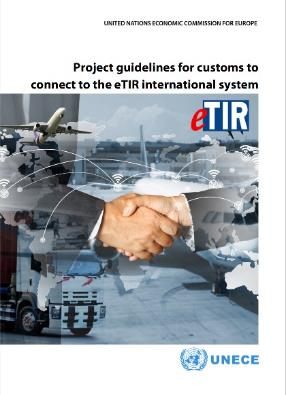 UNITED NATIONS ECONOMIC COMMISSION FOR EUROPE
Project guidelines for customs to
connect to the eTIR international system
eTIR
UNECE